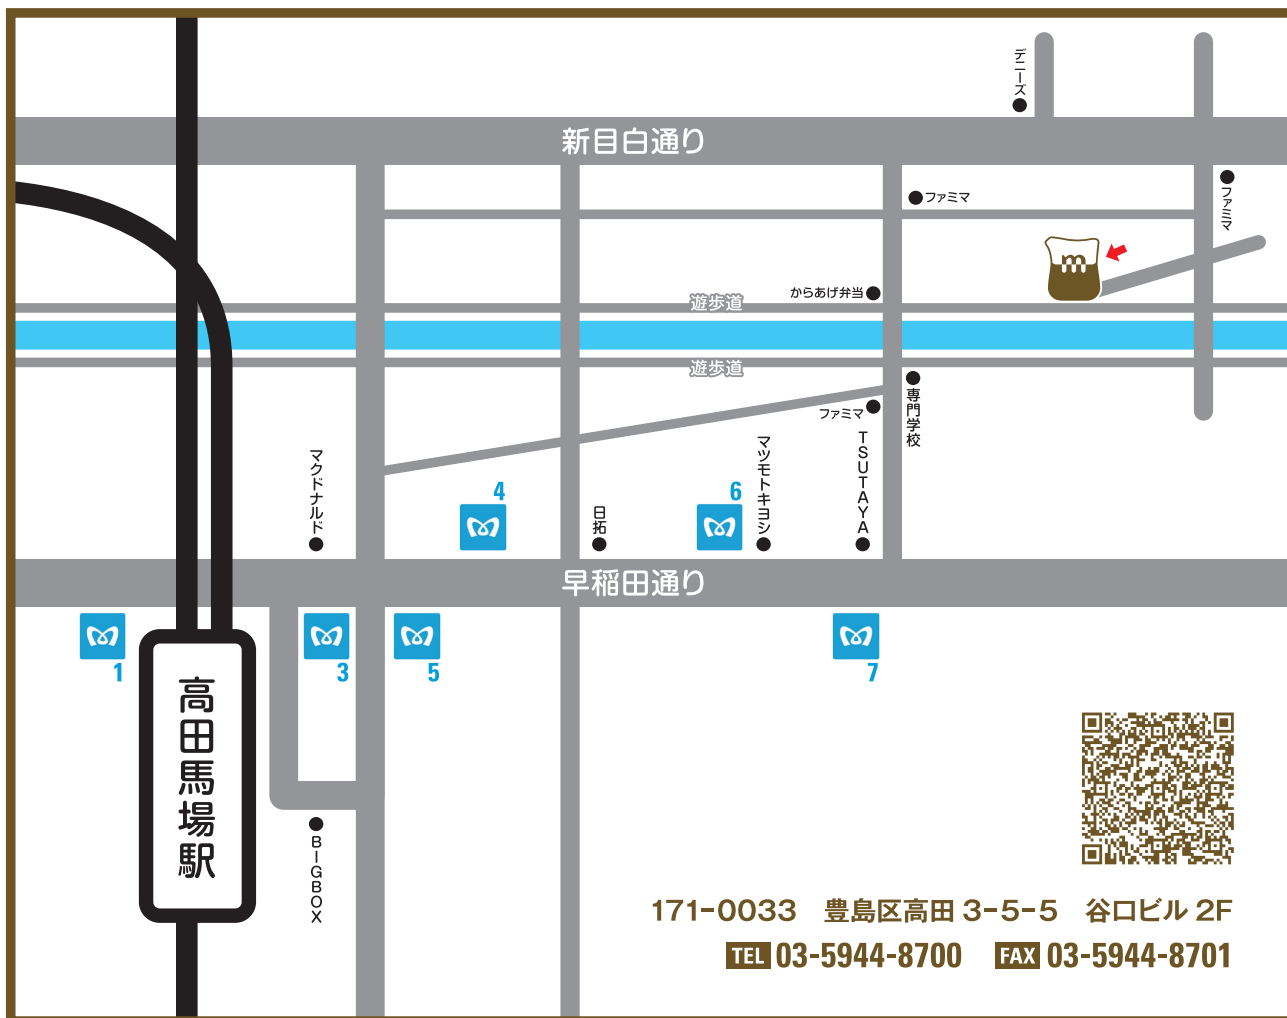 デニーズ
新目白通り
ファミマ
ファミマ
m
からあげ弁当
遊歩道
遊歩道
専門学校
ファミマ
マクドナルド
4
日拓
6
マツモトキヨシ
TSUTAYA
早稲田通り
1
3
5
7
高田馬場駅
BIGBOX
171-0033 豊島区高田 3-5-5 谷口ビル 2F
TEL 03-5944-8700 FAX 03-5944-8701